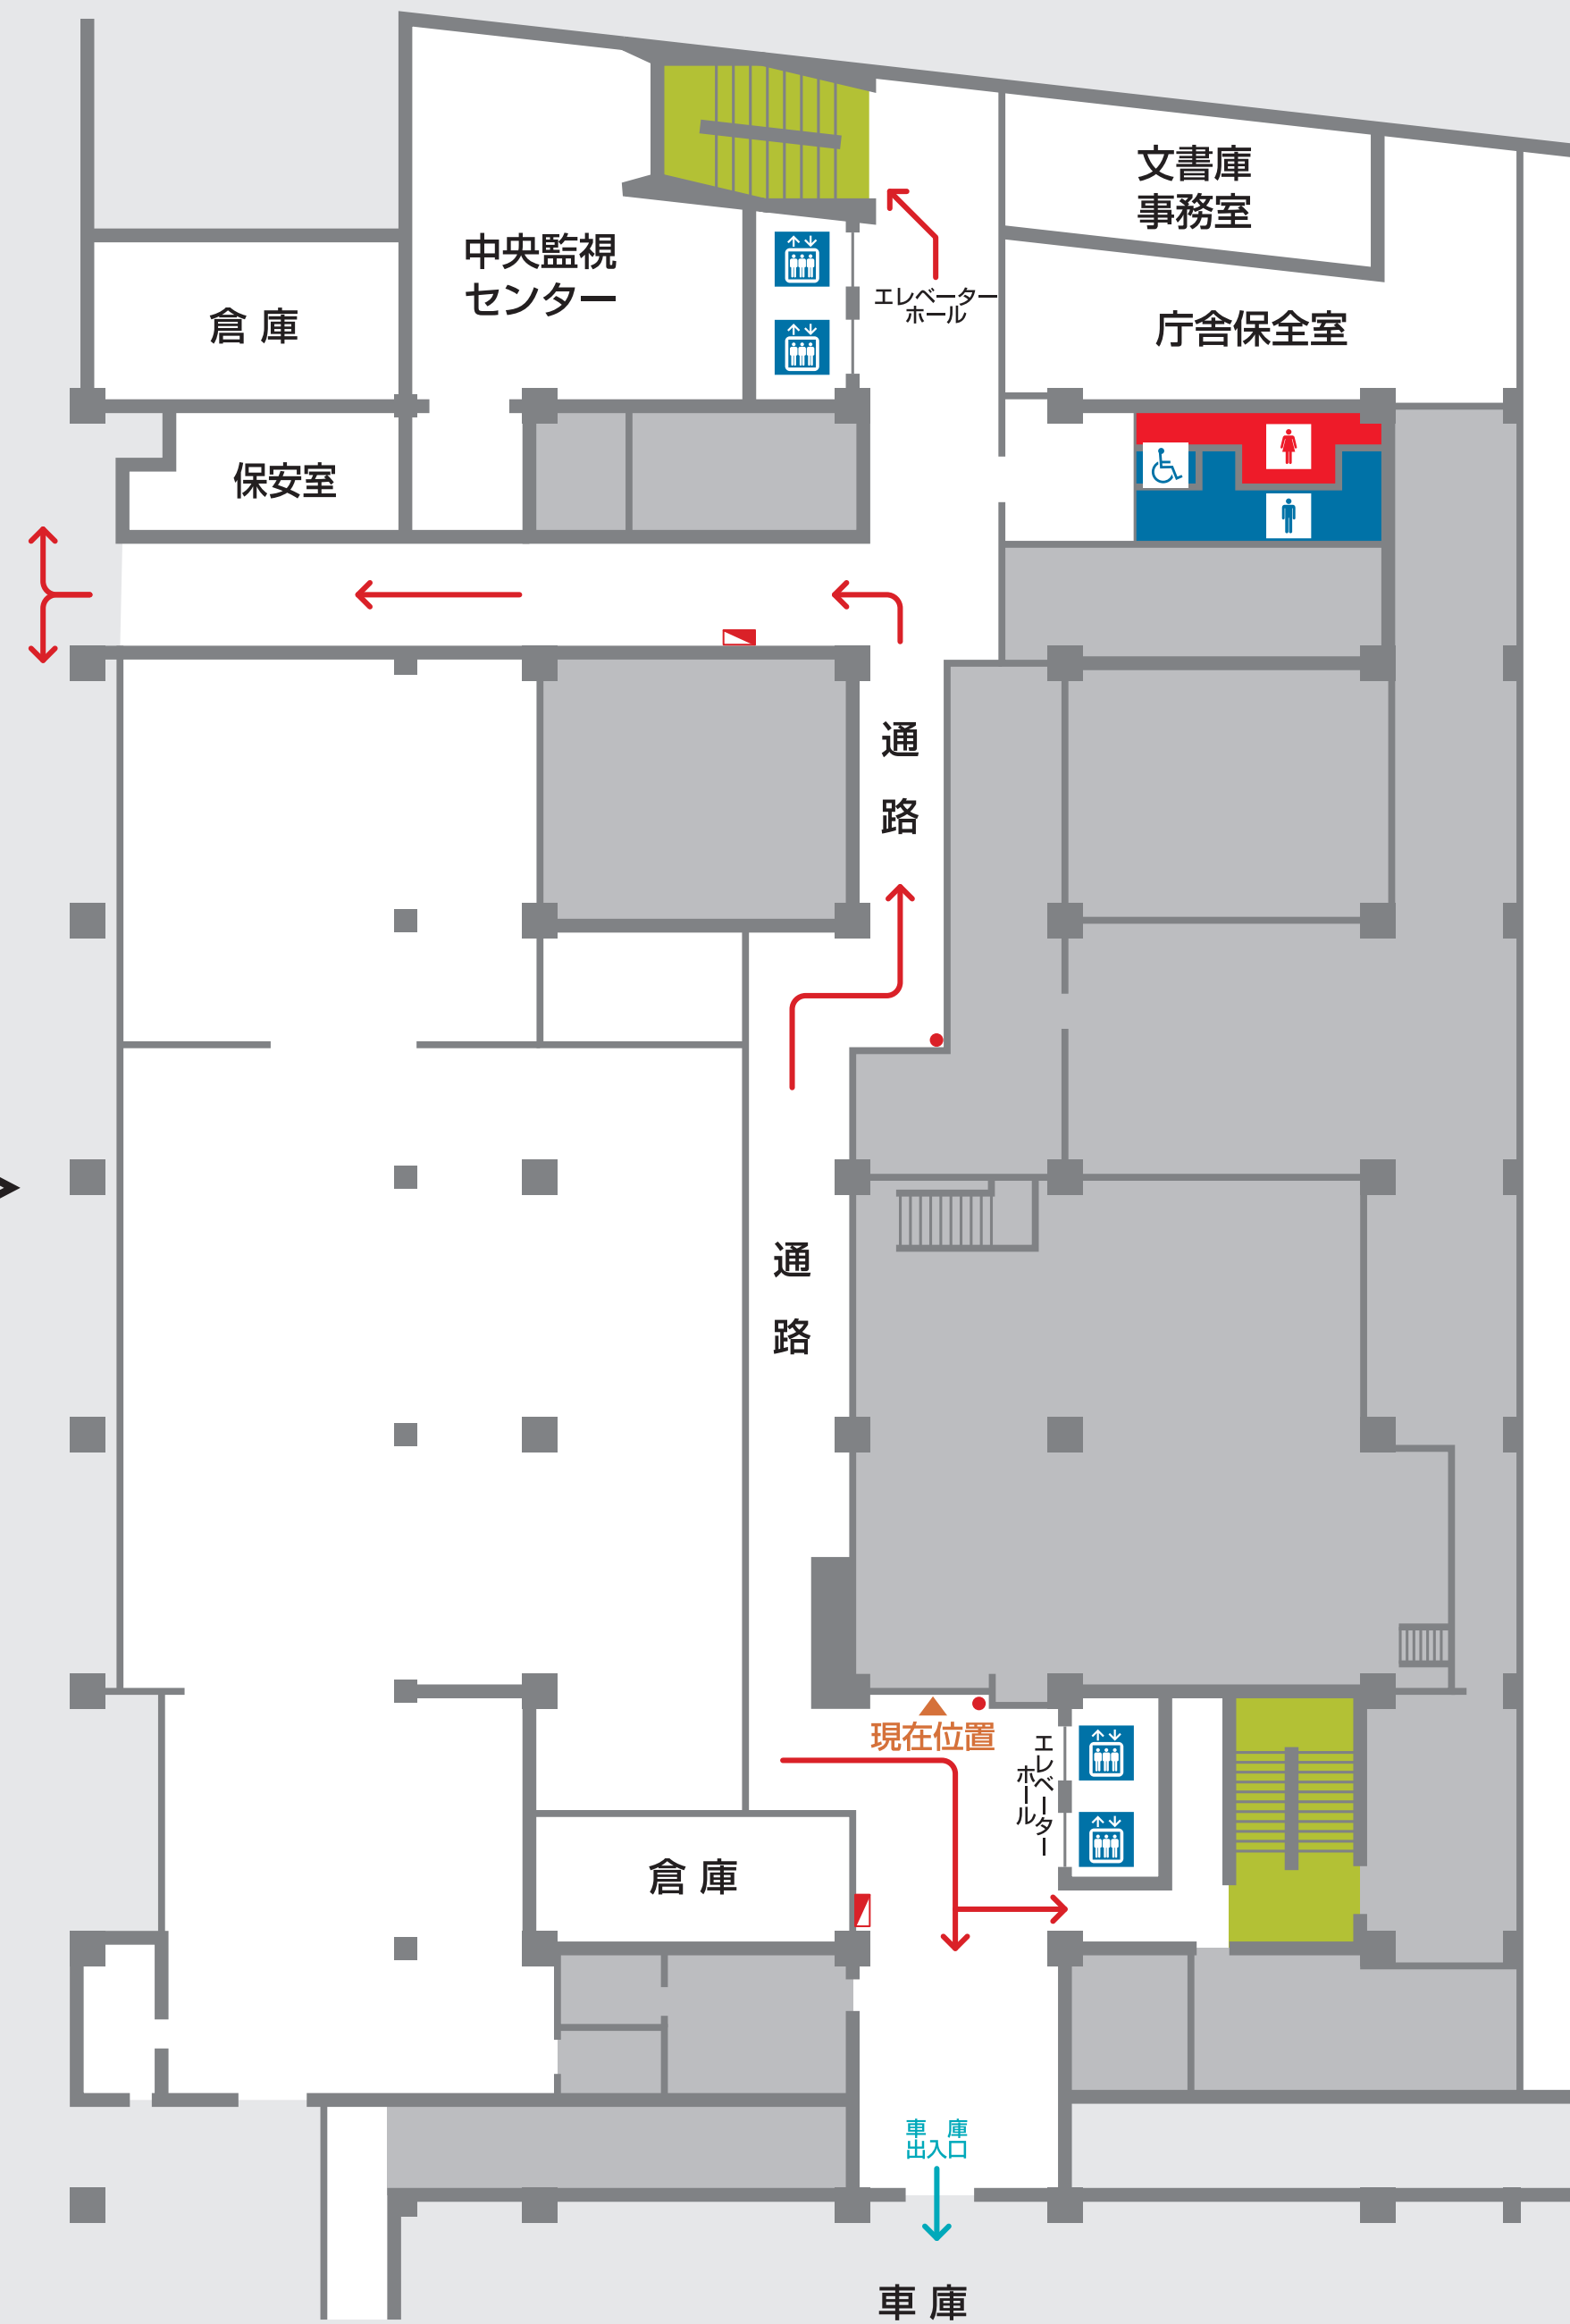 文書庫
事務室
中央監視
センター
エレベーター
ホール
倉庫
庁舎保全室
保安室
通路
通路
現在位置
エレベーター
ホール
倉庫
車庫
出入口
車庫